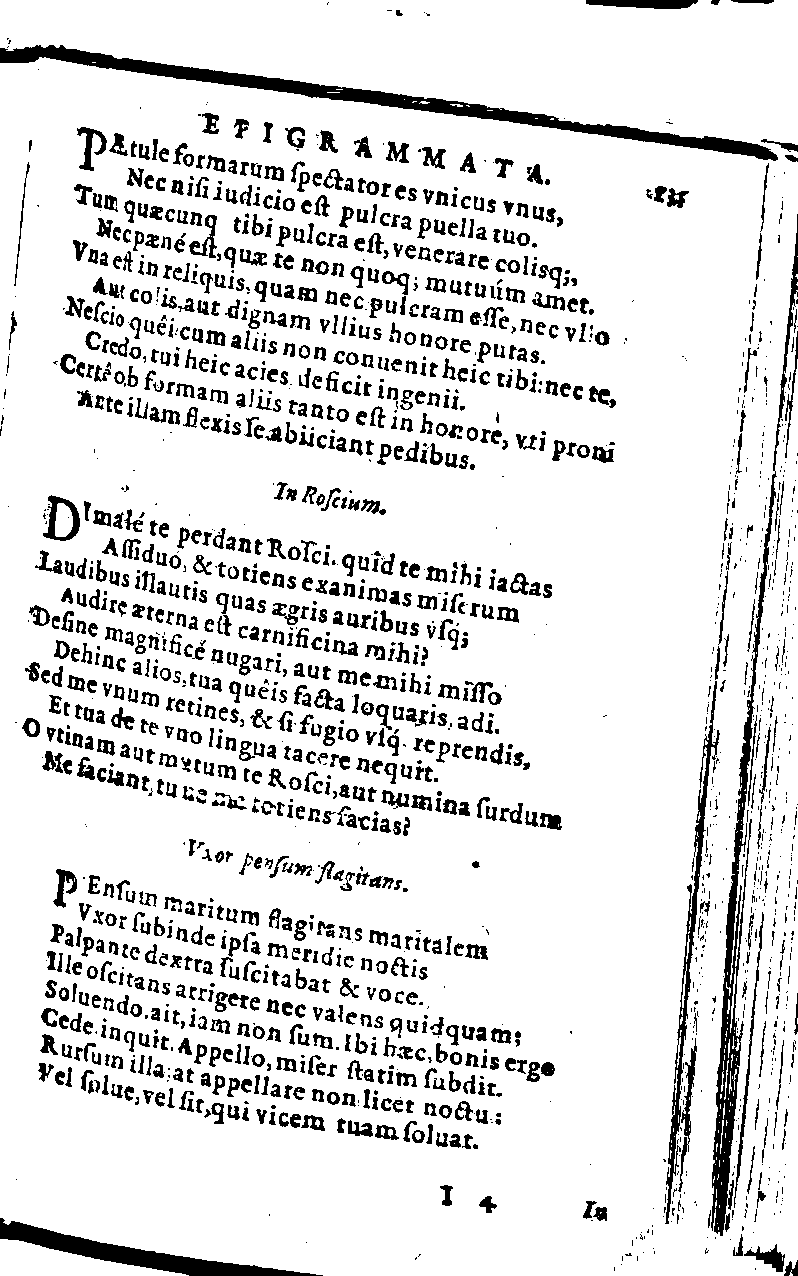 EPIGRAMMATA.
PÆtule formarum ſpectatores vnicus vnus,
Nec niſi iudicio eſt pulcra puella tuo.
Tum quæcunq tibi pulcra eſt, venerare colisq;,
Nec pæné eſt, quæ te non quoq; mutuúm amet.
Vna eſt in reliquis, quam nec pulcram eſſe, nec vllo
Aut colis, aut dignam vllius honore putas.
Neſcio quêi cum aliis non conuenit heic tibi: nec te,
Credo, tui heic acies deficit ingenii.
Certé ob formam aliis tanto eſt in honore, vti proni
Ante illam flexis ſe abiiciant pedibus.
In Roſcium.
DI malé te perdant Roſci. quid te mihi iactas
Aſſiduó, & totiens exanimas miſerum
Laudibus illautis quas ægris auribus vſq;
Audire æterna eſt carnificina mihi?
Deſine magnificé nugari, aut me mihi miſſo
Dehinc alios, tua quêis facta loquaris, adi.
Sed me vnum retines, & ſi fugio vſq. reprendis,
Et tua de te vno lingua tacere nequit.
O vtinam aut mutum te Roſci, aut numina ſurdum
Me faciant, tu ne me totiens facias?
Vxor penſum flagitans.
PEnſum maritum flagitans maritalem
Vxor ſubinde ipſa meridie noctis
Palpante dextra ſuſcitabat & voce.
Ille oſcitans arrigere nec valens quidquam;
Soluendo. ait, iam non ſum. Ibi hæc, bonis ergo
Cede. inquit. Appello, miſer ſtatim ſubdit.
Rurſum illa; at appellare non licet noctu:
Vel ſolue, vel ſit, qui vicem tuam ſoluat.
I 4 In